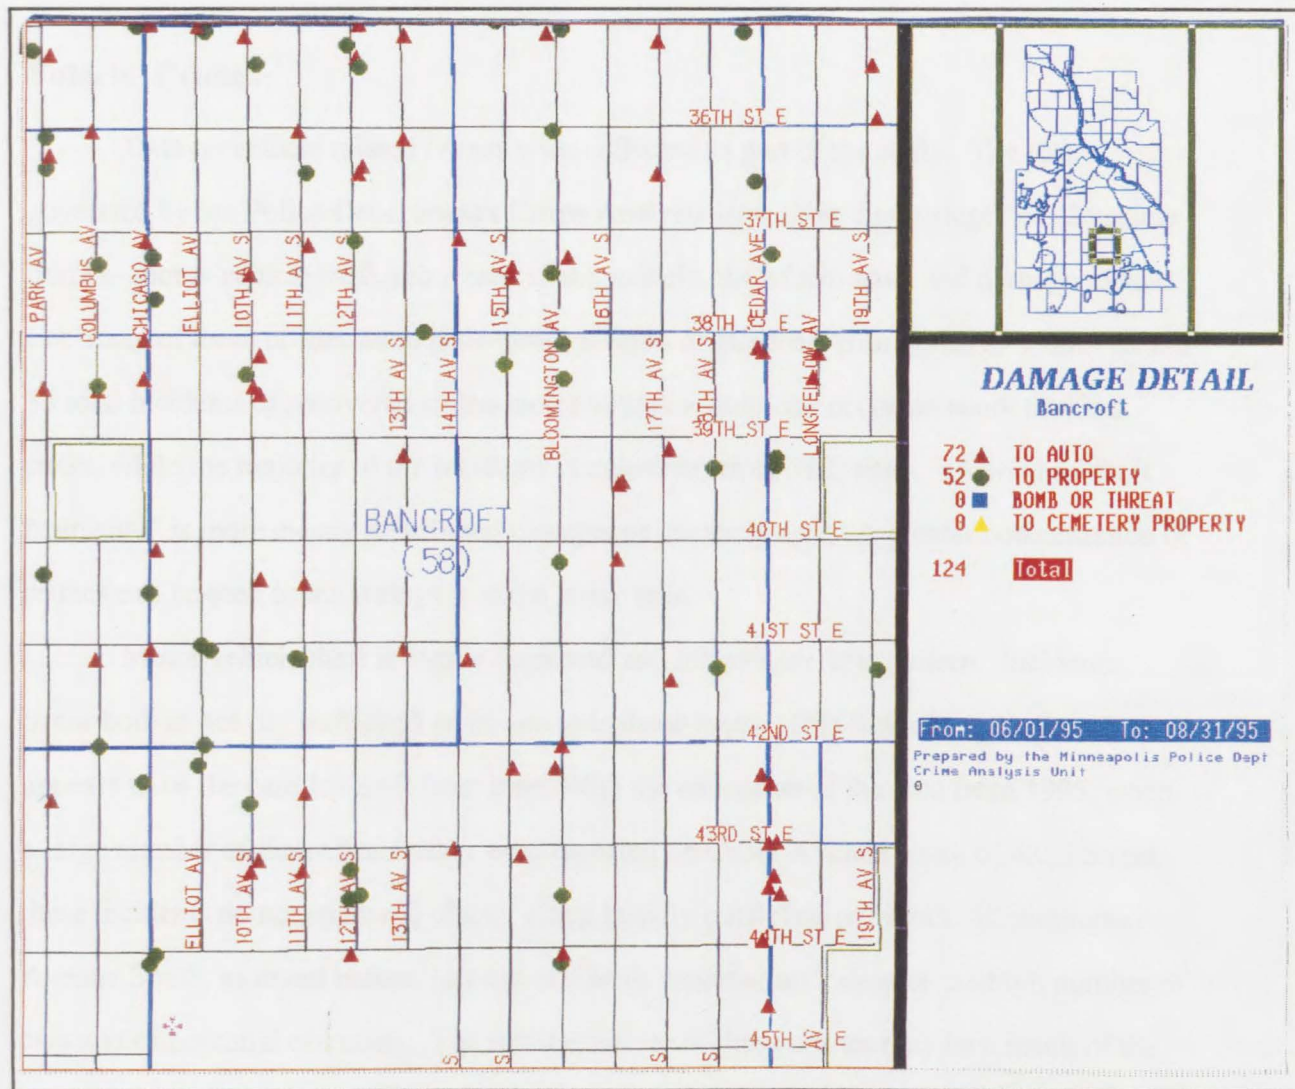 36TH ST E
37TH ST E
PARK AV
COLUMBUS AV
CHICAGO AV
ELLIOT AV
10TH AV S
11TH AV S
12TH AV S
15TH AV S
BLOOMINGTON AV
16TH AV S
CEDAR AVE
19TH AV S
38TH ST E
13TH AV S
14TH AV S
17TH AV S
18TH AV S
LONGFELLOW AV
39TH ST E
BANCROFT
(58)
40TH ST E
41ST ST E
42ND ST E
43RD ST E
ELLIOT AV
10TH AV S
11TH AV S
12TH AV S
13TH AV S
19TH AV S
44TH ST E
45TH AV E
S
S
S
S
S
S
DAMAGE DETAIL
Bancroft
72 TO AUTO
52 TO PROPERTY
0 BOMB OR THREAT
0 TO CEMETERY PROPERTY
124 Total
From: 06/01/95 To: 08/31/95
Prepared by the Minneapolis Police Dept
Crime Analysis Unit
0